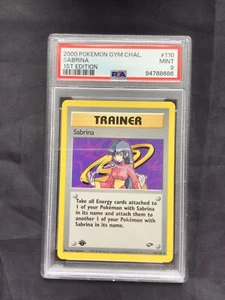 2000 POKEMON GYM CHAL. #110
SABRINA MINT
1ST EDITION 9
PSA 94788686
TRAINER
Sabrina
Take all Energy cards attached to
1 of your Pokémon with Sabrina
in its name and attach them to
another 1 of your Pokémon with
Sabrina in its name.